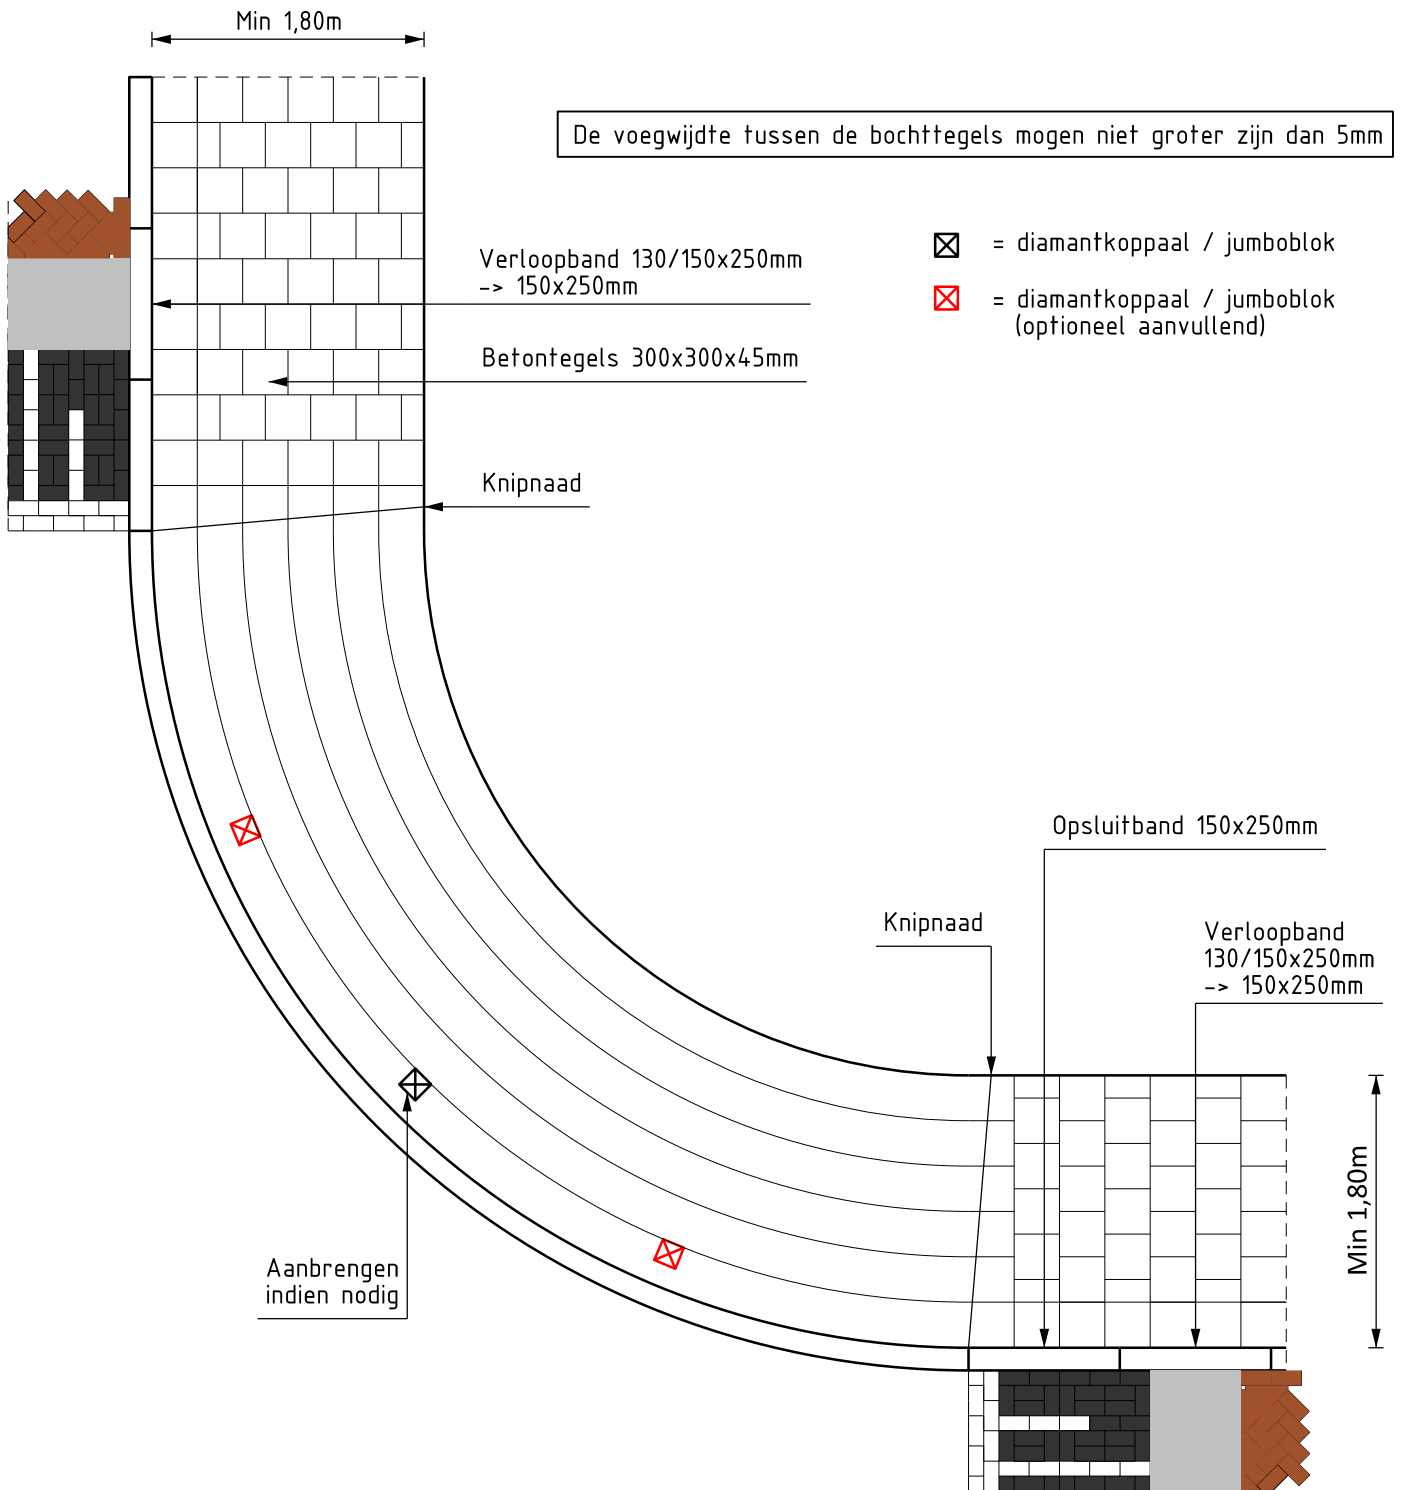 Min 1,80m
De voegwijdte tussen de bochttegels mogen niet groter zijn dan 5mm
= diamantkoppaal / jumboblok
= diamantkoppaal / jumboblok
(optioneel aanvullend)
Verloopband 130/150x250mm
-> 150x250mm
Betontegels 300x300x45mm
Knipnaad
Opsluitband 150x250mm
Knipnaad
Verloopband
130/150x250mm
-> 150x250mm
Min 1,80m
Aanbrengen
indien nodig